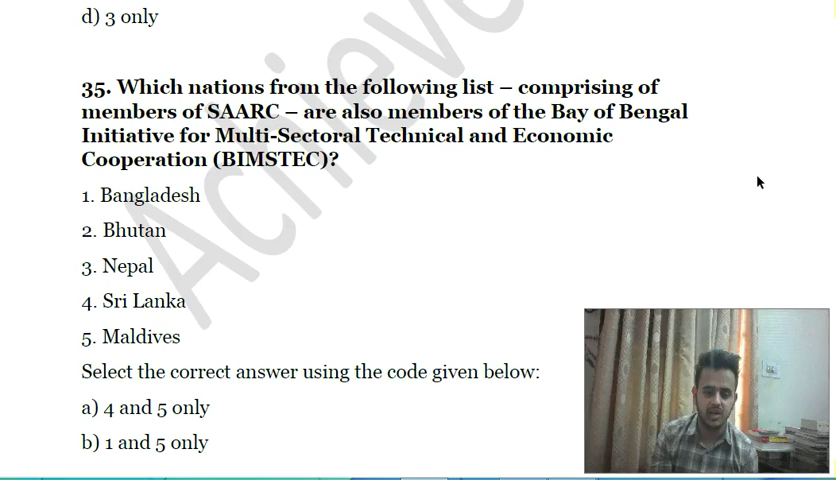 d) 3 only
35. Which nations from the following list – comprising of
members of SAARC – are also members of the Bay of Bengal
Initiative for Multi-Sectoral Technical and Economic
Cooperation (BIMSTEC)?
1. Bangladesh
2. Bhutan
3. Nepal
4. Sri Lanka
5. Maldives
Select the correct answer using the code given below:
a) 4 and 5 only
b) 1 and 5 only